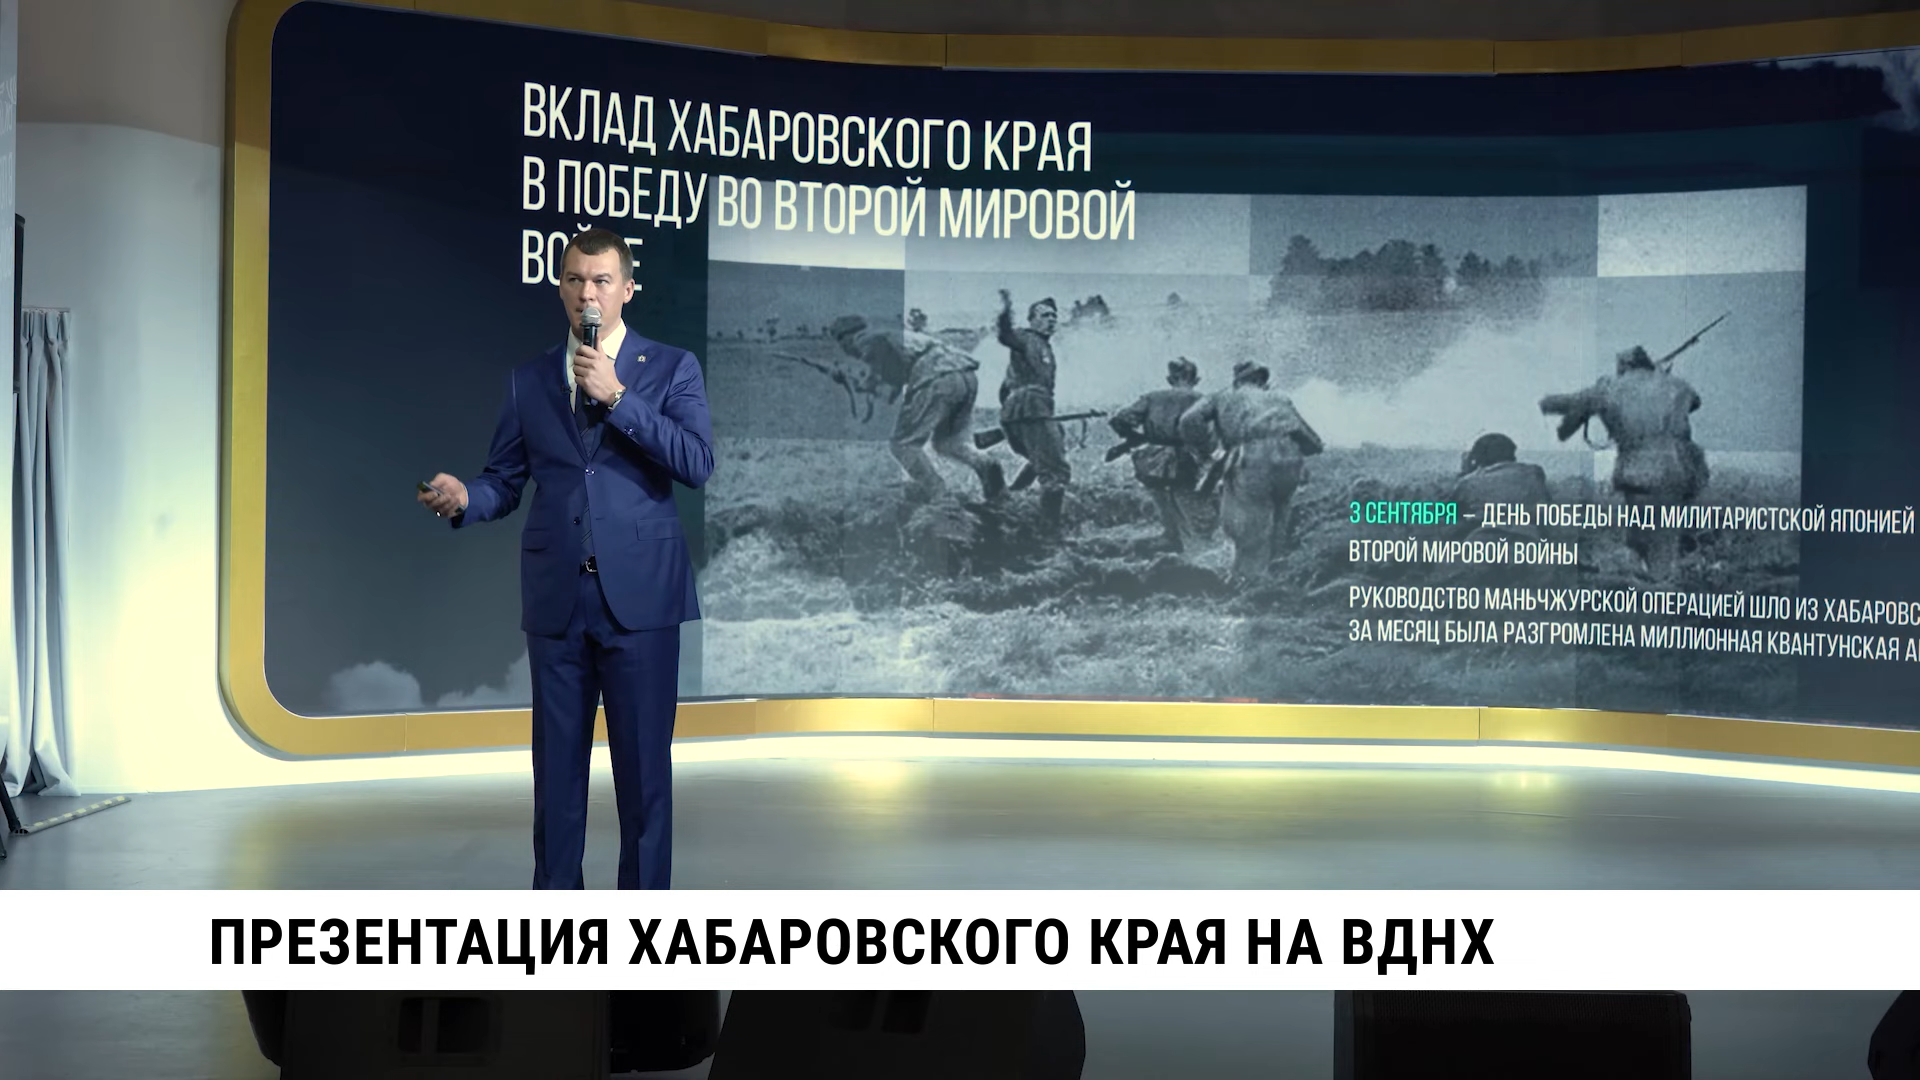 ВКЛАД ХАБАРОВСКОГО КРАЯ
В ПОБЕДУ ВО ВТОРОЙ МИРОВОЙ
3 СЕНТЯБРЯ – ДЕНЬ ПОБЕДЫ НАД МИЛИТАРИСТСКОЙ ЯПОНИЕЙ
ВТОРОЙ МИРОВОЙ ВОЙНЫ
РУКОВОДСТВО МАНЬЧЖУРСКОЙ ОПЕРАЦИЕЙ ШЛО ИЗ
ЗА МЕСЯЦ БЫЛА РАЗГРОМЛЕНА МИЛЛИОННАЯ КВАНТУНСКАЯ
ПРЕЗЕНТАЦИЯ ХАБАРОВСКОГО КРАЯ НА ВДНХ